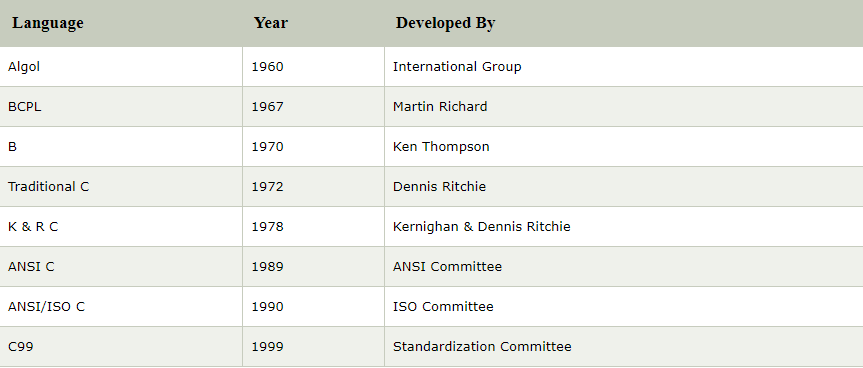 Language Year Developed By
Algol 1960 International Group
BCPL 1967 Martin Richard
B 1970 Ken Thompson
Traditional C 1972 Dennis Ritchie
K & R C 1978 Kernighan & Dennis Ritchie
ANSI C 1989 ANSI Committee
ANSI/ISO C 1990 ISO Committee
C99 1999 Standardization Committee